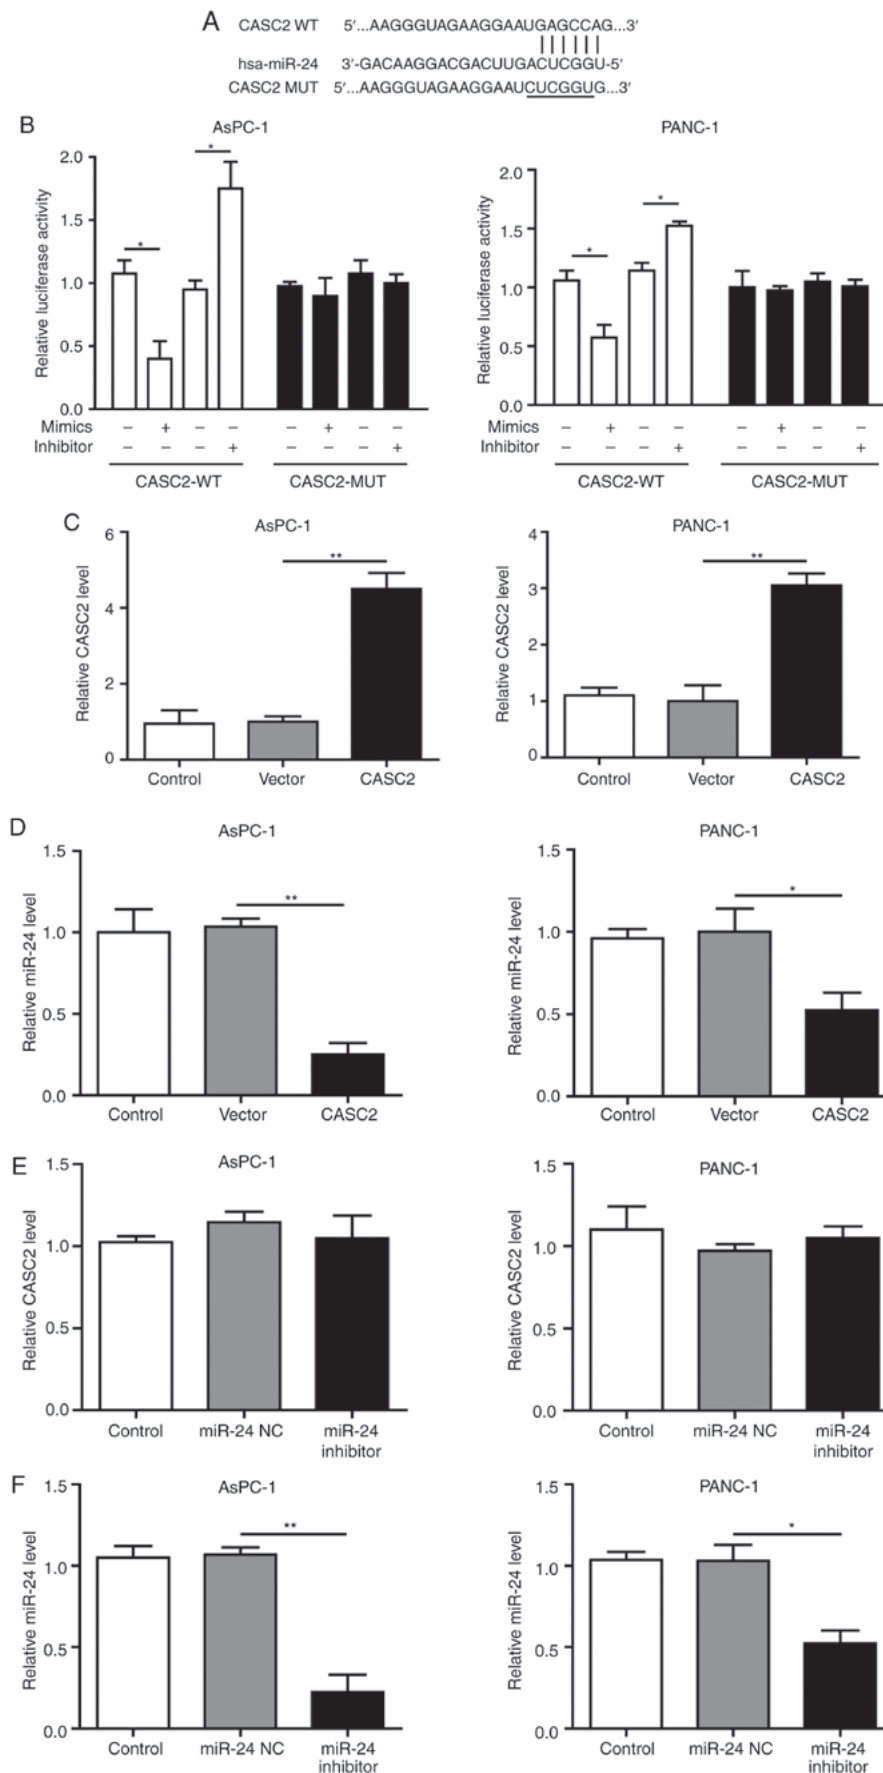 A
CASC2 WT 5′...AAGGGUAGAAGGAAUGAGCCAG...3′
hsa-miR-24 3′-GACAAGGACGACUUGACUCGGU-5′
CASC2 MUT 5′...AAGGGUAGAAGGAAUCUCGGUG...3′
B
AsPC-1 PANC-1
Relative luciferase activity
2.0
1.5
1.0
0.5
0.0
* *
Mimics − + − − − + − −
Inhibitor − − − + − − − +
CASC2-WT CASC2-MUT
Relative luciferase activity
2.0
1.5
1.0
0.5
0.0
* *
Mimics − + − − − + − −
Inhibitor − − − + − − − +
CASC2-WT CASC2-MUT
C
AsPC-1
Relative CASC2 level
6
4
2
0
**
Control Vector CASC2
PANC-1
Relative CASC2 level
4
3
2
1
0
**
Control Vector CASC2
D
AsPC-1
Relative miR-24 level
1.5
1.0
0.5
0.0
**
Control Vector CASC2
PANC-1
Relative miR-24 level
1.5
1.0
0.5
0.0
*
Control Vector CASC2
E
AsPC-1
Relative CASC2 level
1.5
1.0
0.5
0.0
Control miR-24 NC miR-24
inhibitor
PANC-1
Relative CASC2 level
1.5
1.0
0.5
0.0
Control miR-24 NC miR-24
inhibitor
F
AsPC-1
Relative miR-24 level
1.5
1.0
0.5
0.0
**
Control miR-24 NC miR-24
inhibitor
PANC-1
Relative miR-24 level
1.5
1.0
0.5
0.0
*
Control miR-24 NC miR-24
inhibitor